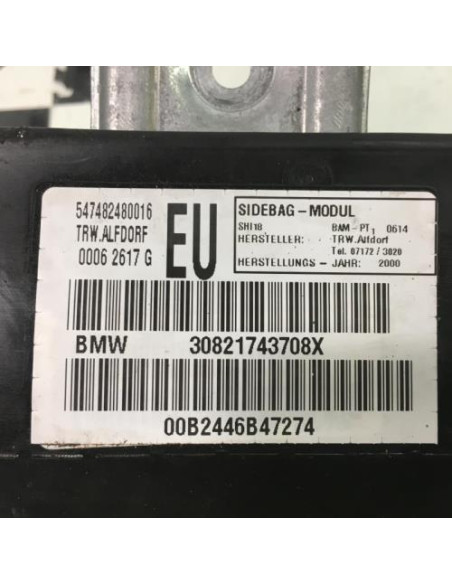 547482480016
TRW.ALFDORF
0006 2617 G
EU
SIDEBAG-MODUL
SHI18 BAM-PT1 0614
HERSTELLER: TRW.Alfdorf
Tel. 07172 / 3020
HERSTELLUNGS- JAHR: 2000
BMW 30821743708X
00B2446B47274